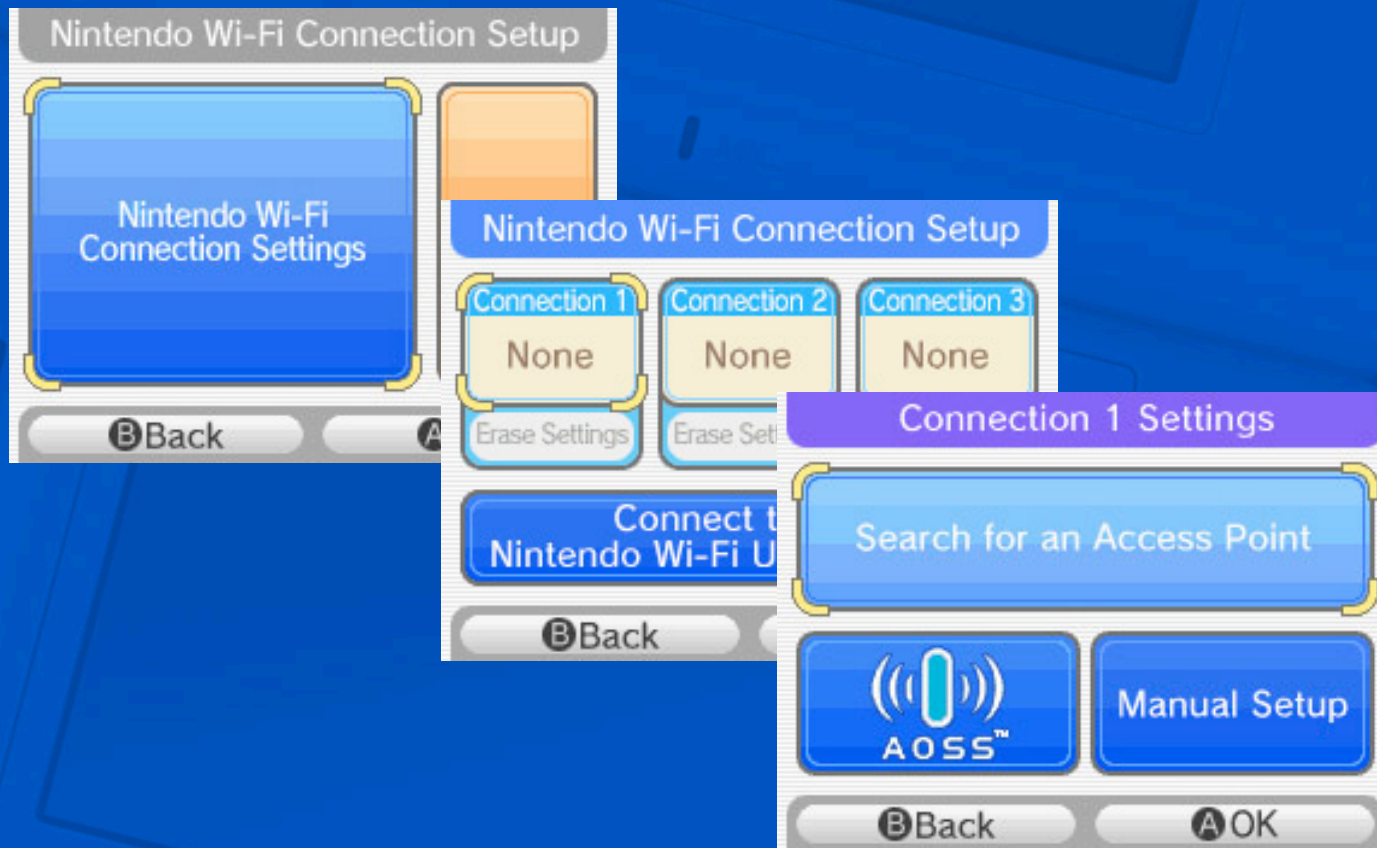 Nintendo Wi-Fi Connection Setup
Nintendo Wi-Fi
Connection Settings
B Back
A
Nintendo Wi-Fi Connection Setup
Connection 1
Connection 2
Connection 3
None
None
None
Erase Settings
Erase Set
Connect t
Nintendo Wi-Fi U
B Back
Connection 1 Settings
Search for an Access Point
AOSS™
Manual Setup
B Back
A OK